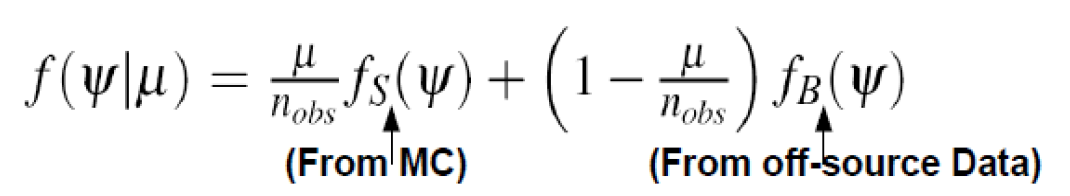 f(ψ|μ) = μ/n_obs f_S(ψ) + (1 − μ/n_obs) f_B(ψ)
(From MC) (From off-source Data)